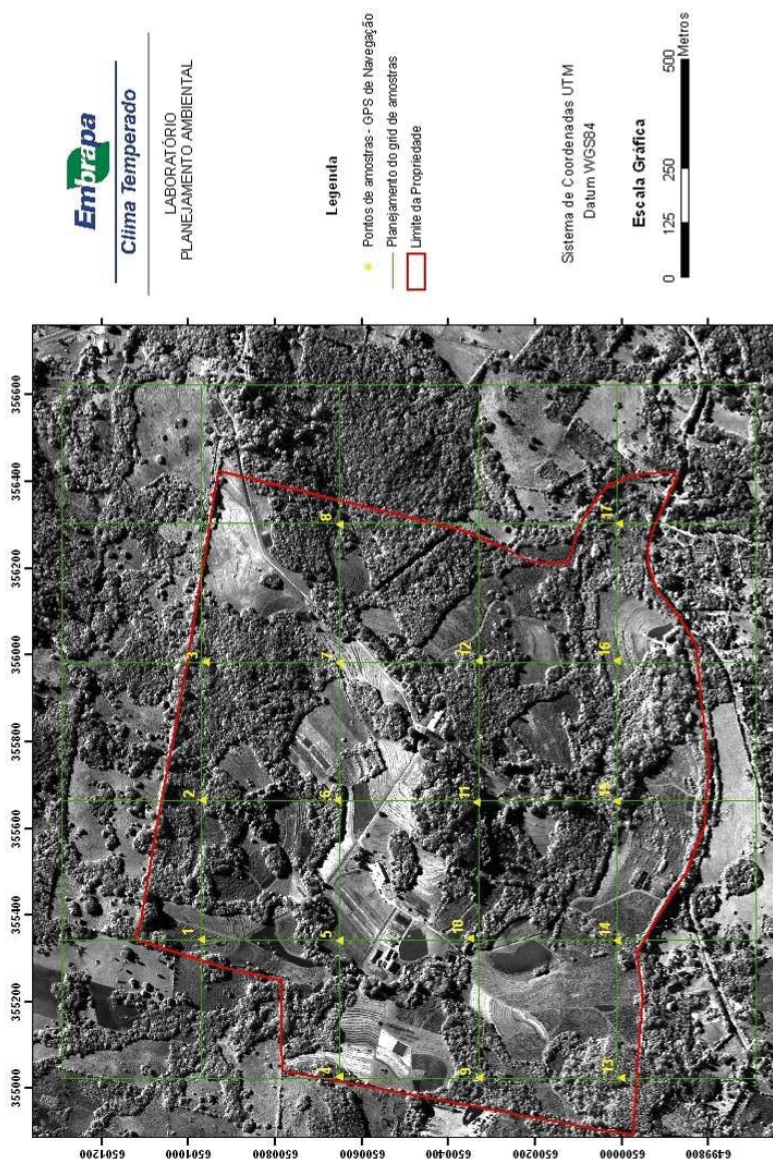 355000 355200 355400 355600 355800 356000 356200 356400 356600
6501200
6501000
6500800
6500600
6500400
6500200
6500000
6499800
1 2 3
4 5 6 7 8
9 10 11 12
13 14 15 16 17
Embrapa
Clima Temperado
LABORATÓRIO
PLANEJAMENTO AMBIENTAL
Legenda
Pontos de amostras - GPS de Navegação
Planejamento do grid de amostras
Limite da Propriedade
Sistema de Coordenadas UTM
Datum WGS84
Escala Gráfica
0 125 250 500
Metros